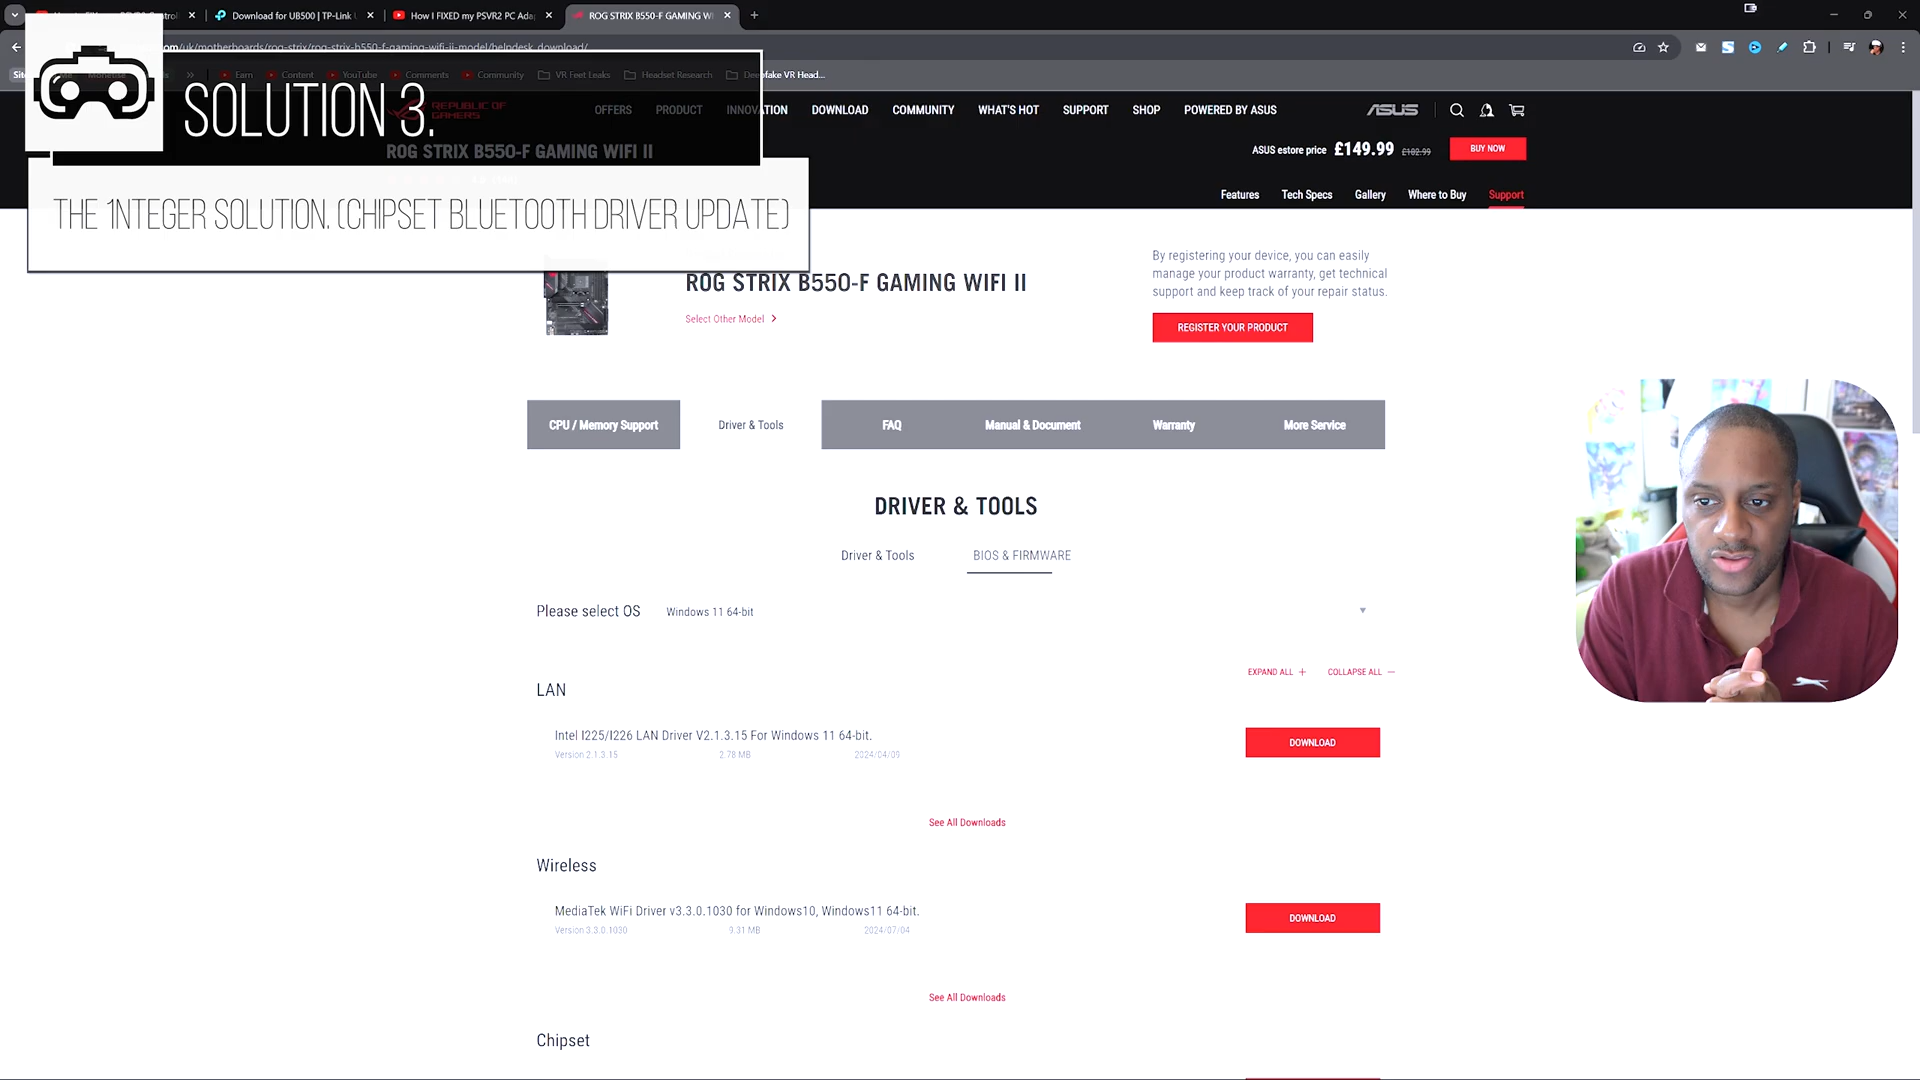 Download for UB500 | TP-Link
How I FIXED my PSVR2 PC Ada
ROG STRIX B550-F GAMING WI
/uk/motherboards/rog-strix/rog-strix-b550-f-gaming-wifi-ii-model/helpdesk_download/
Earn
Content
YouTube
Comments
Community
VR Feet Leaks
Headset Research
Deepfake VR Head...
SOLUTION 3.
REPUBLIC OF
GAMERS
OFFERS
PRODUCT
INNOVATION
DOWNLOAD
COMMUNITY
WHAT'S HOT
SUPPORT
SHOP
POWERED BY ASUS
ASUS
ROG STRIX B550-F GAMING WIFI II
ASUS estore price £149.99 £182.99
BUY NOW
Features
Tech Specs
Gallery
Where to Buy
Support
THE 1NTEGER SOLUTION. (CHIPSET BLUETOOTH DRIVER UPDATE)
ROG STRIX B550-F GAMING WIFI II
Select Other Model
By registering your device, you can easily
manage your product warranty, get technical
support and keep track of your repair status.
REGISTER YOUR PRODUCT
CPU / Memory Support
Driver & Tools
FAQ
Manual & Document
Warranty
More Service
DRIVER & TOOLS
Driver & Tools
BIOS & FIRMWARE
Please select OS
Windows 11 64-bit
EXPAND ALL
COLLAPSE ALL
LAN
Intel I225/I226 LAN Driver V2.1.3.15 For Windows 11 64-bit.
Version 2.1.3.15
2.78 MB
2024/04/09
DOWNLOAD
See All Downloads
Wireless
MediaTek WiFi Driver v3.3.0.1030 for Windows10, Windows11 64-bit.
Version 3.3.0.1030
9.31 MB
2024/07/04
DOWNLOAD
See All Downloads
Chipset